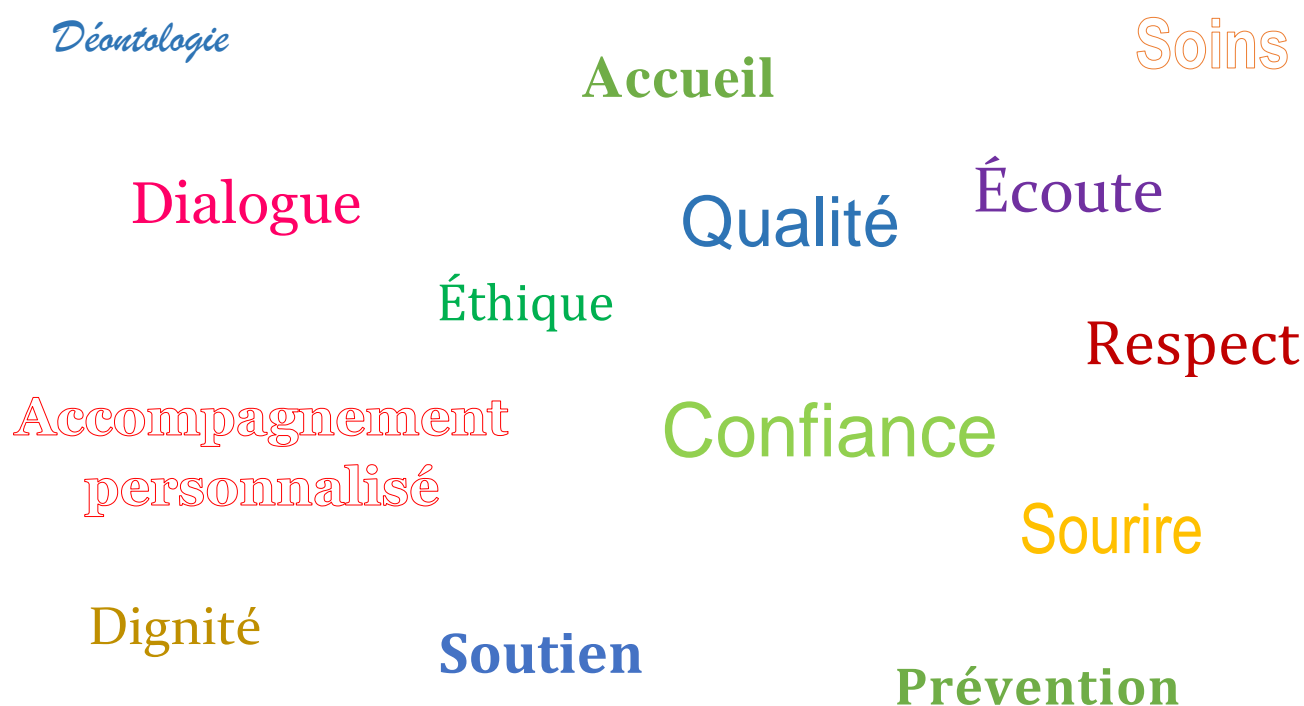 Déontologie
Soins
Accueil
Dialogue
Qualité
Écoute
Éthique
Respect
Accompagnement
personnalisé
Confiance
Sourire
Dignité
Soutien
Prévention